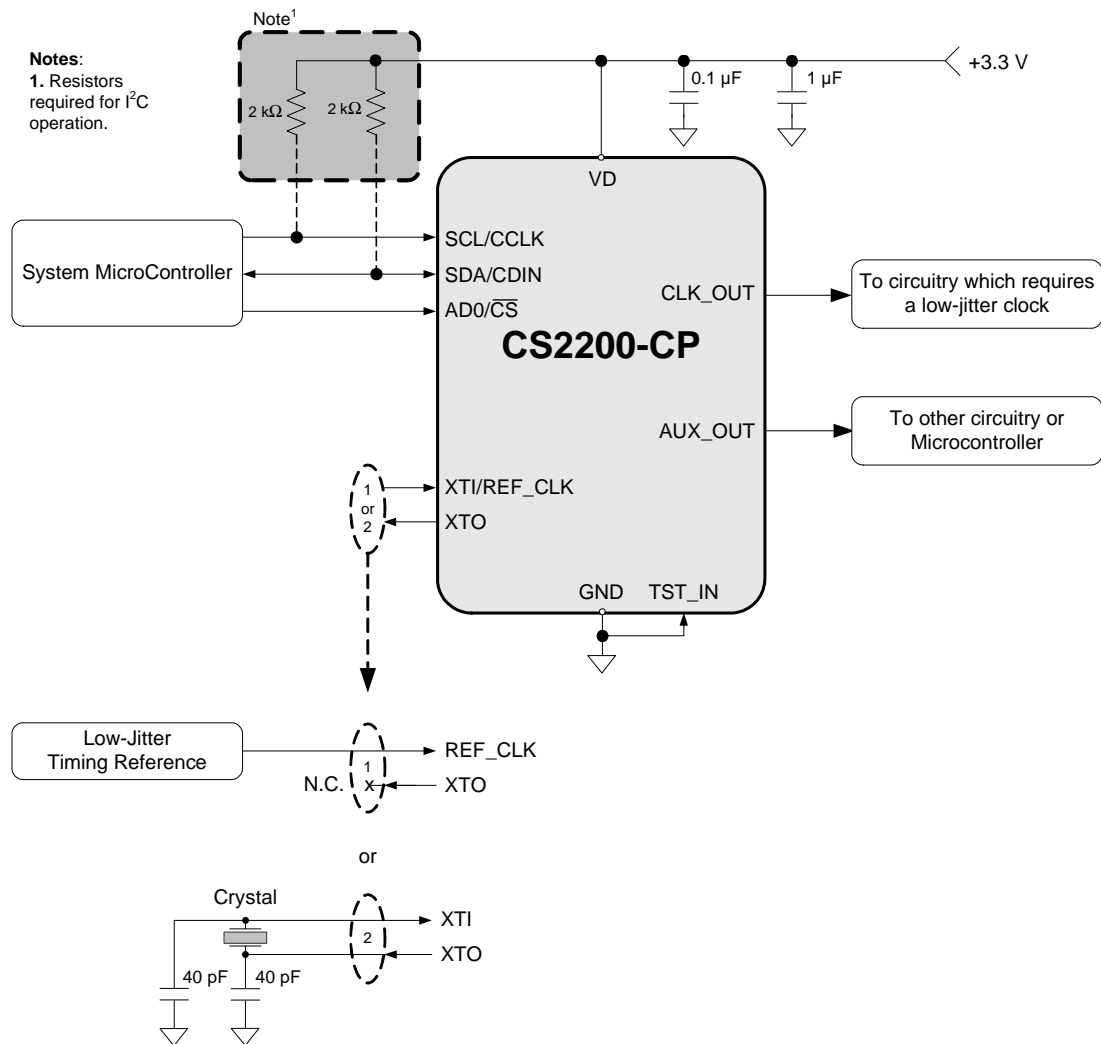 Note¹
Notes:
1. Resistors
required for I²C
operation.
+3.3 V
0.1 µF
1 µF
2 kΩ
2 kΩ
VD
System MicroController
SCL/CCLK
SDA/CDIN
AD0/C̅S̅
CS2200-CP
CLK_OUT
To circuitry which requires
a low-jitter clock
AUX_OUT
To other circuitry or
Microcontroller
1
or
2
XTI/REF_CLK
XTO
GND
TST_IN
Low-Jitter
Timing Reference
1
x
N.C.
REF_CLK
XTO
or
Crystal
2
XTI
XTO
40 pF
40 pF